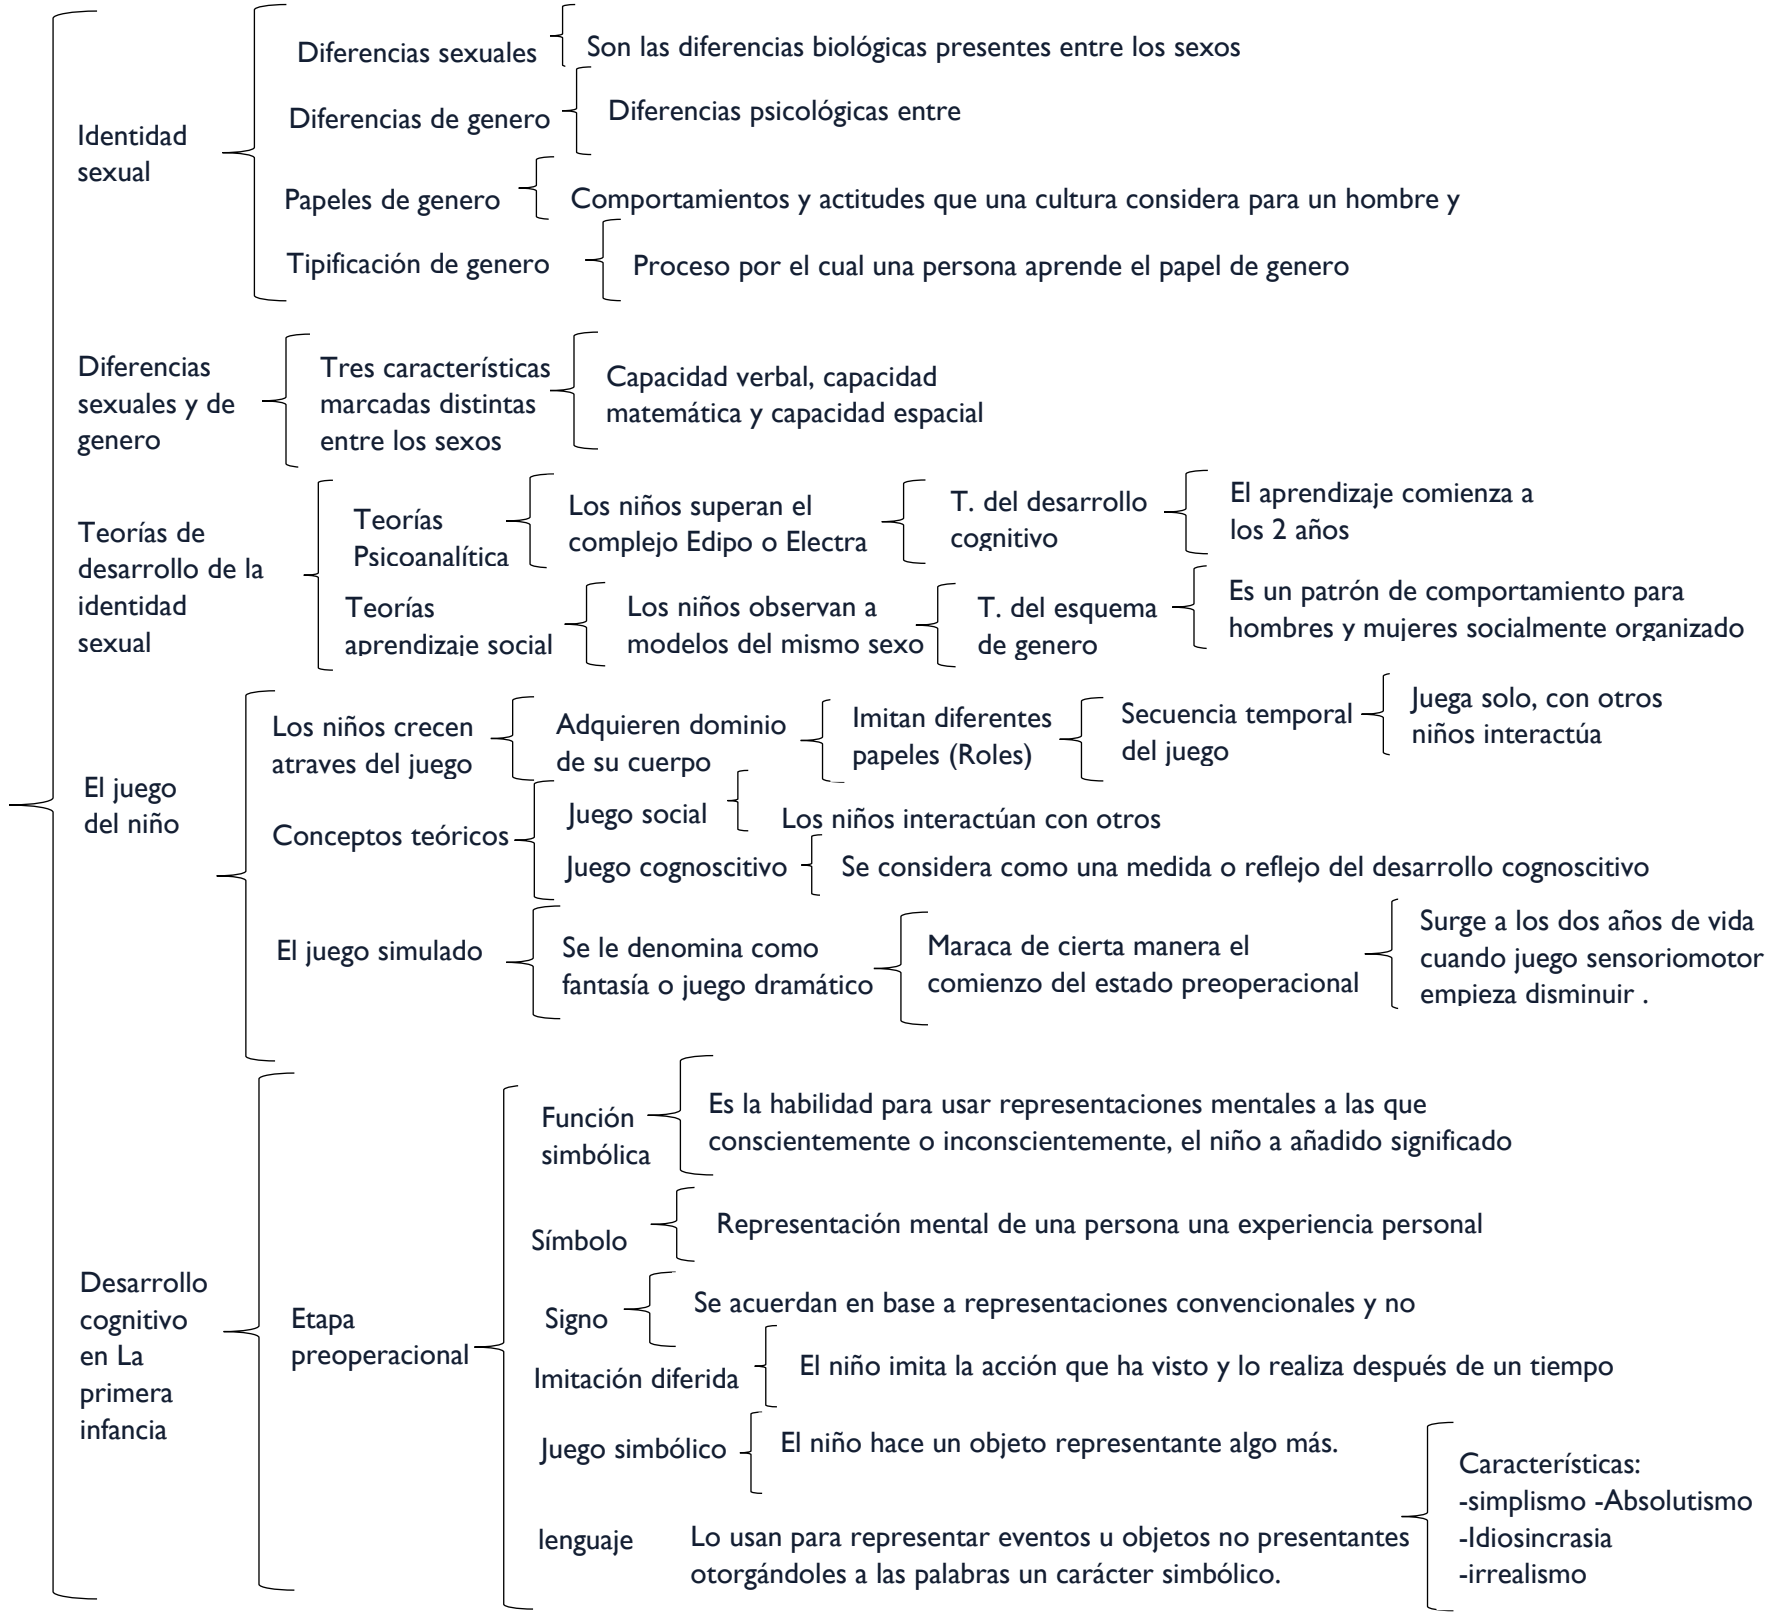 Identidad
sexual
Diferencias sexuales
Son las diferencias biológicas presentes entre los sexos
Diferencias de genero
Diferencias psicológicas entre
Papeles de genero
Comportamientos y actitudes que una cultura considera para un hombre y
Tipificación de genero
Proceso por el cual una persona aprende el papel de genero
Diferencias
sexuales y de
genero
Tres características
marcadas distintas
entre los sexos
Capacidad verbal, capacidad
matemática y capacidad espacial
Teorías de
desarrollo de la
identidad
sexual
Teorías
Psicoanalítica
Los niños superan el
complejo Edipo o Electra
T. del desarrollo
cognitivo
El aprendizaje comienza a
los 2 años
Teorías
aprendizaje social
Los niños observan a
modelos del mismo sexo
T. del esquema
de genero
Es un patrón de comportamiento para
hombres y mujeres socialmente organizado
El juego
del niño
Los niños crecen
atraves del juego
Adquieren dominio
de su cuerpo
Imitan diferentes
papeles (Roles)
Secuencia temporal
del juego
Juega solo, con otros
niños interactúa
Conceptos teóricos
Juego social
Los niños interactúan con otros
Juego cognoscitivo
Se considera como una medida o reflejo del desarrollo cognoscitivo
El juego simulado
Se le denomina como
fantasía o juego dramático
Maraca de cierta manera el
comienzo del estado preoperacional
Surge a los dos años de vida
cuando juego sensoriomotor
empieza disminuir .
Desarrollo
cognitivo
en La
primera
infancia
Etapa
preoperacional
Función
simbólica
Es la habilidad para usar representaciones mentales a las que
conscientemente o inconscientemente, el niño a añadido significado
Símbolo
Representación mental de una persona una experiencia personal
Signo
Se acuerdan en base a representaciones convencionales y no
Imitación diferida
El niño imita la acción que ha visto y lo realiza después de un tiempo
Juego simbólico
El niño hace un objeto representante algo más.
lenguaje
Lo usan para representar eventos u objetos no presentantes
otorgándoles a las palabras un carácter simbólico.
Características:
-simplismo -Absolutismo
-Idiosincrasia
-irrealismo